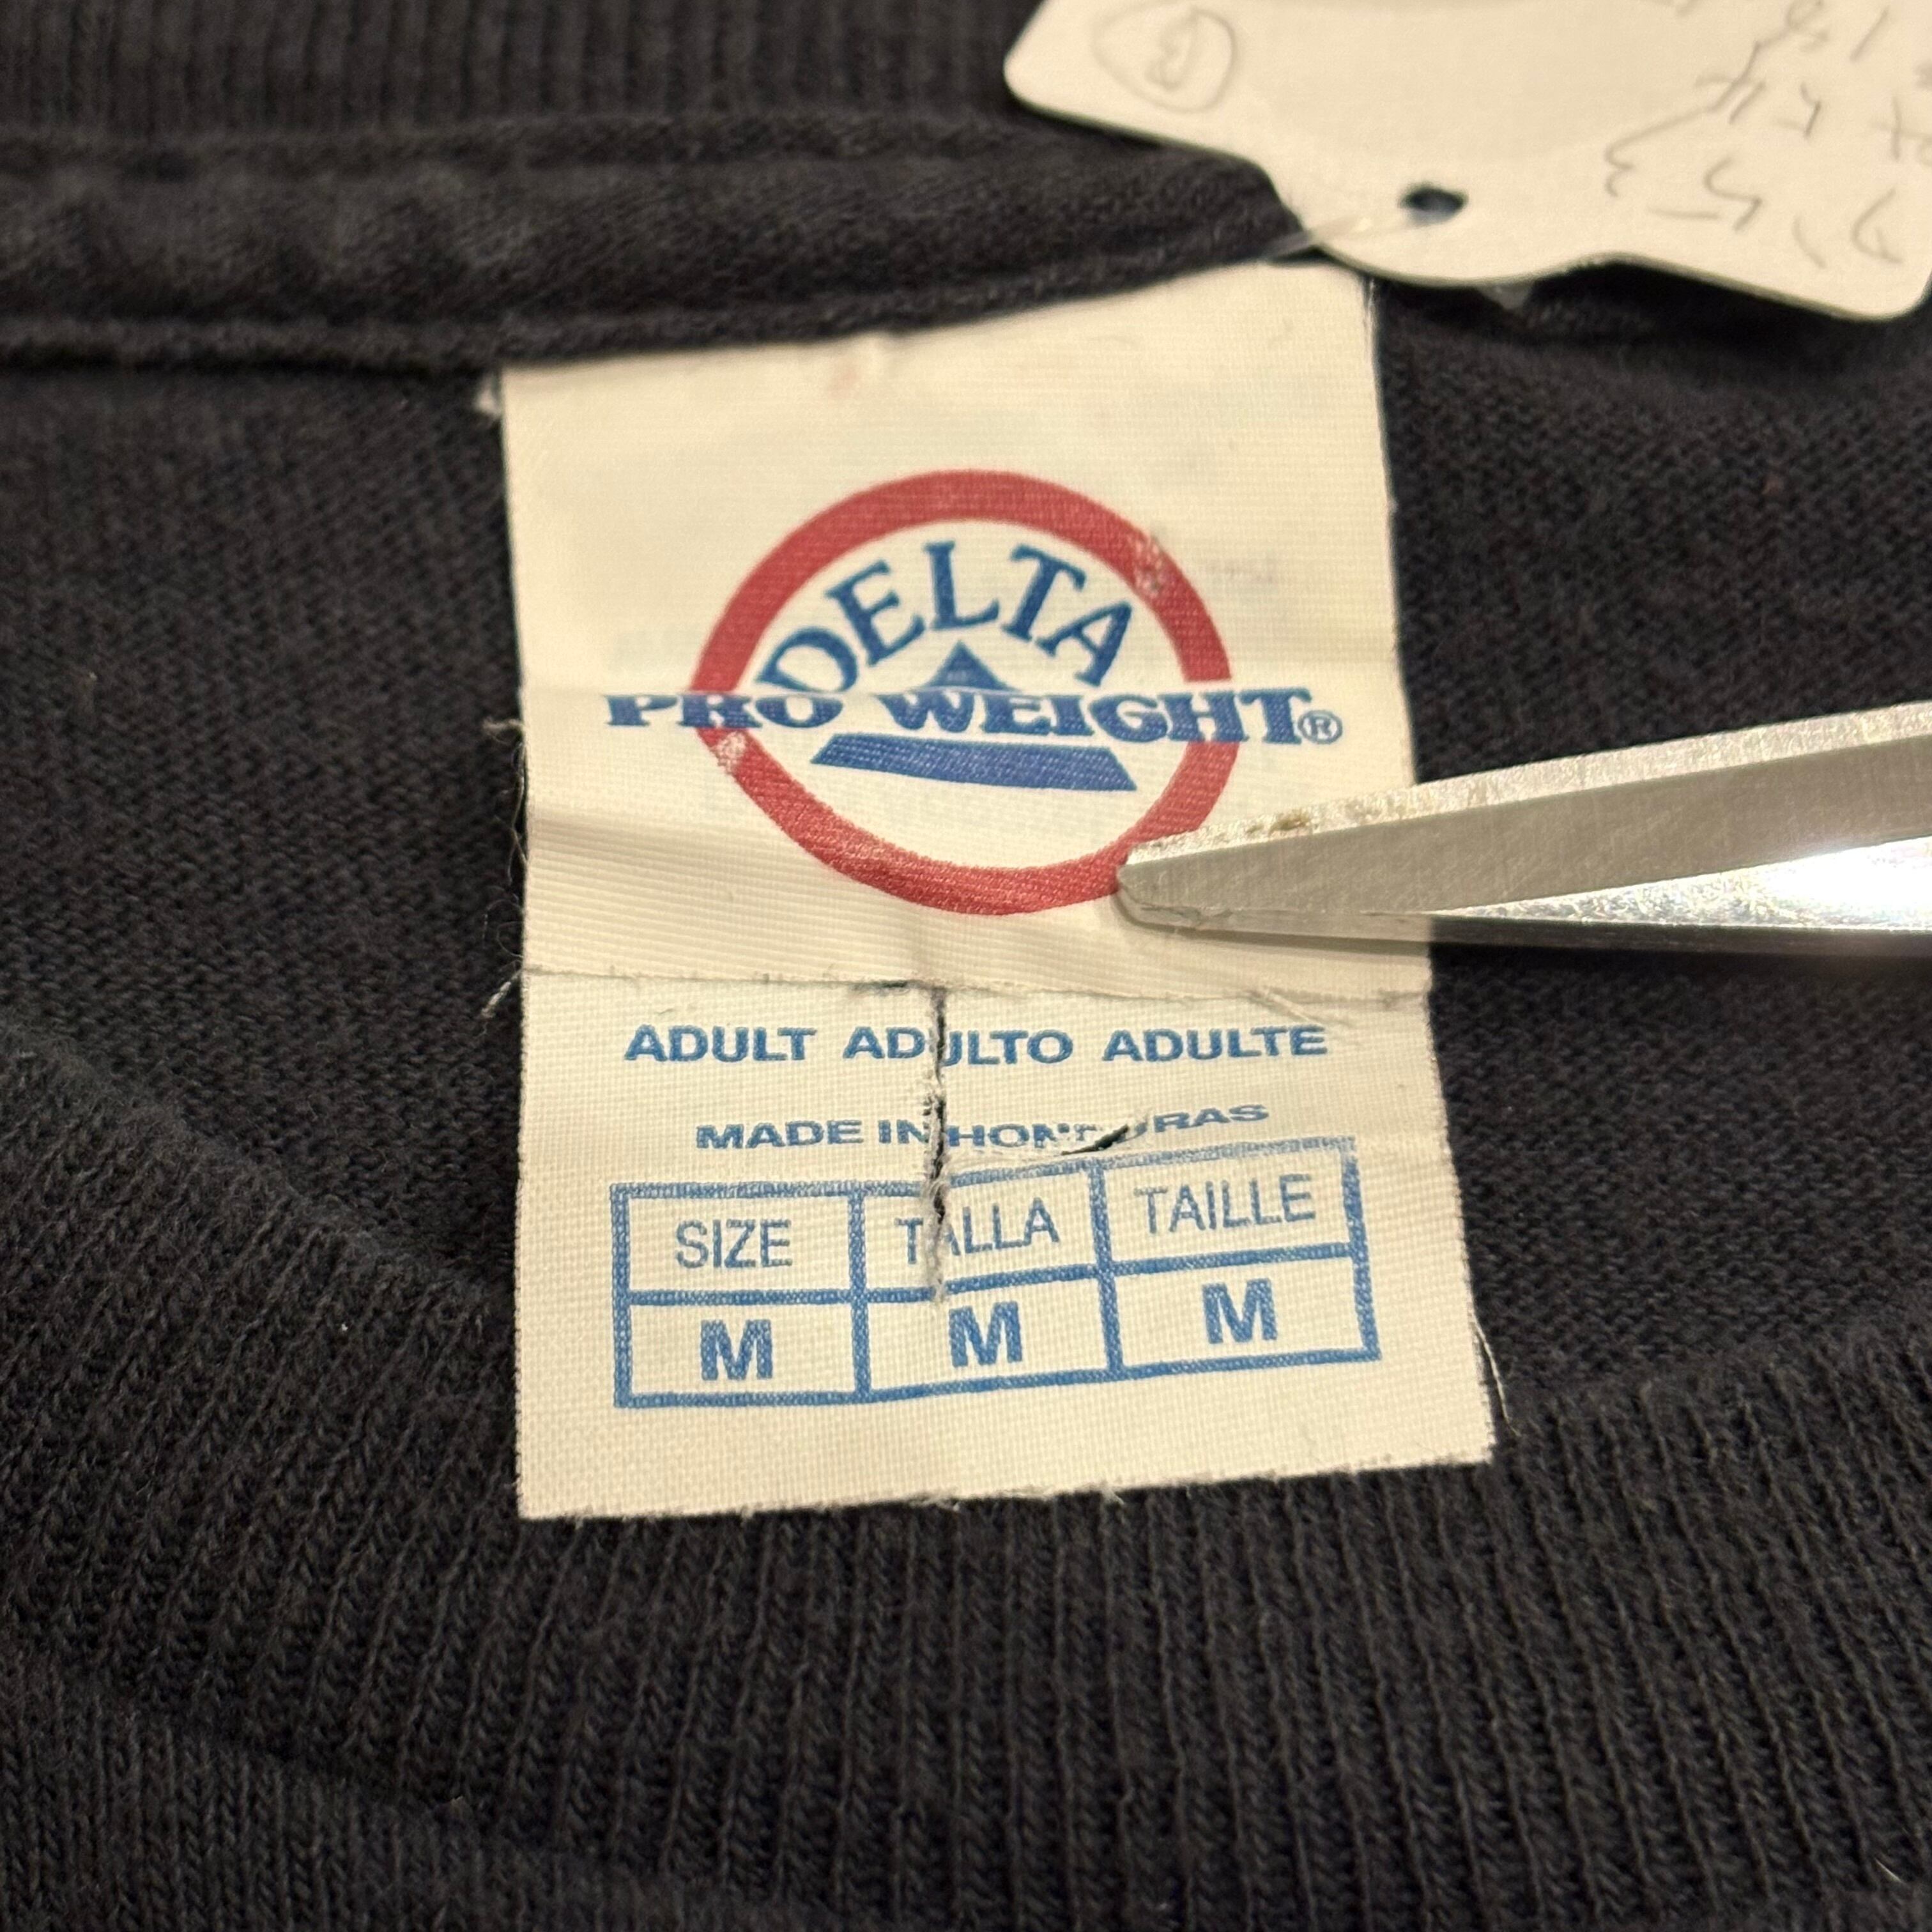 DELTA
PRO WEIGHT®
ADULT ADULTO ADULTE
MADE IN HONDURAS
SIZE TALLA TAILLE
M M M